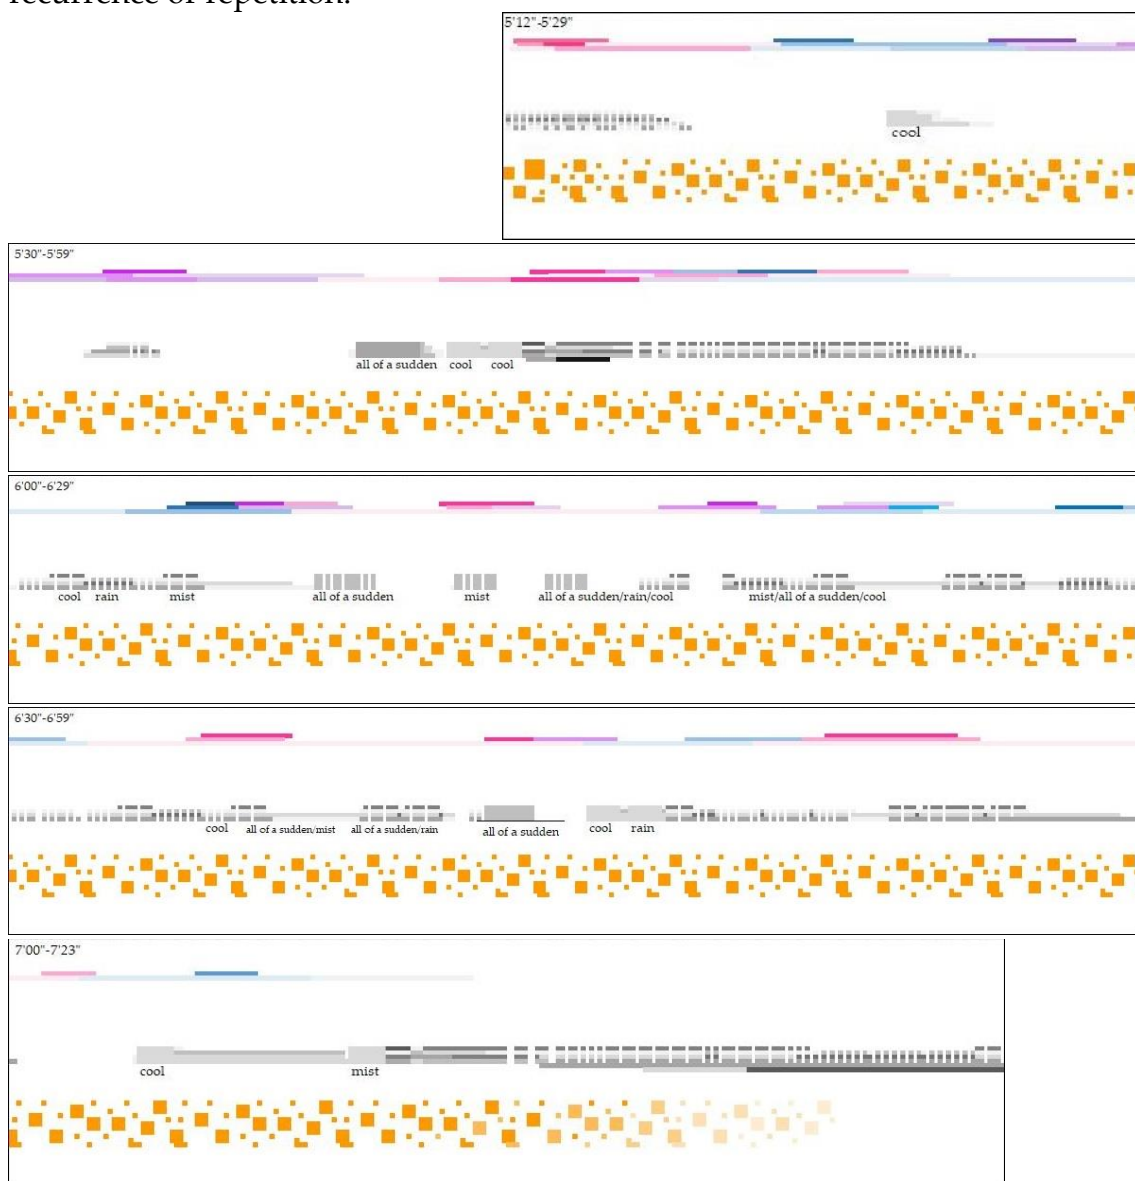 recurrence or repetition.
5'12"-5'29"
cool
5'30"-5'59"
all of a sudden cool cool
6'00"-6'29"
cool rain mist all of a sudden mist all of a sudden/rain/cool mist/all of a sudden/cool
6'30"-6'59"
cool all of a sudden/mist all of a sudden/rain all of a sudden cool rain
7'00"-7'23"
cool mist